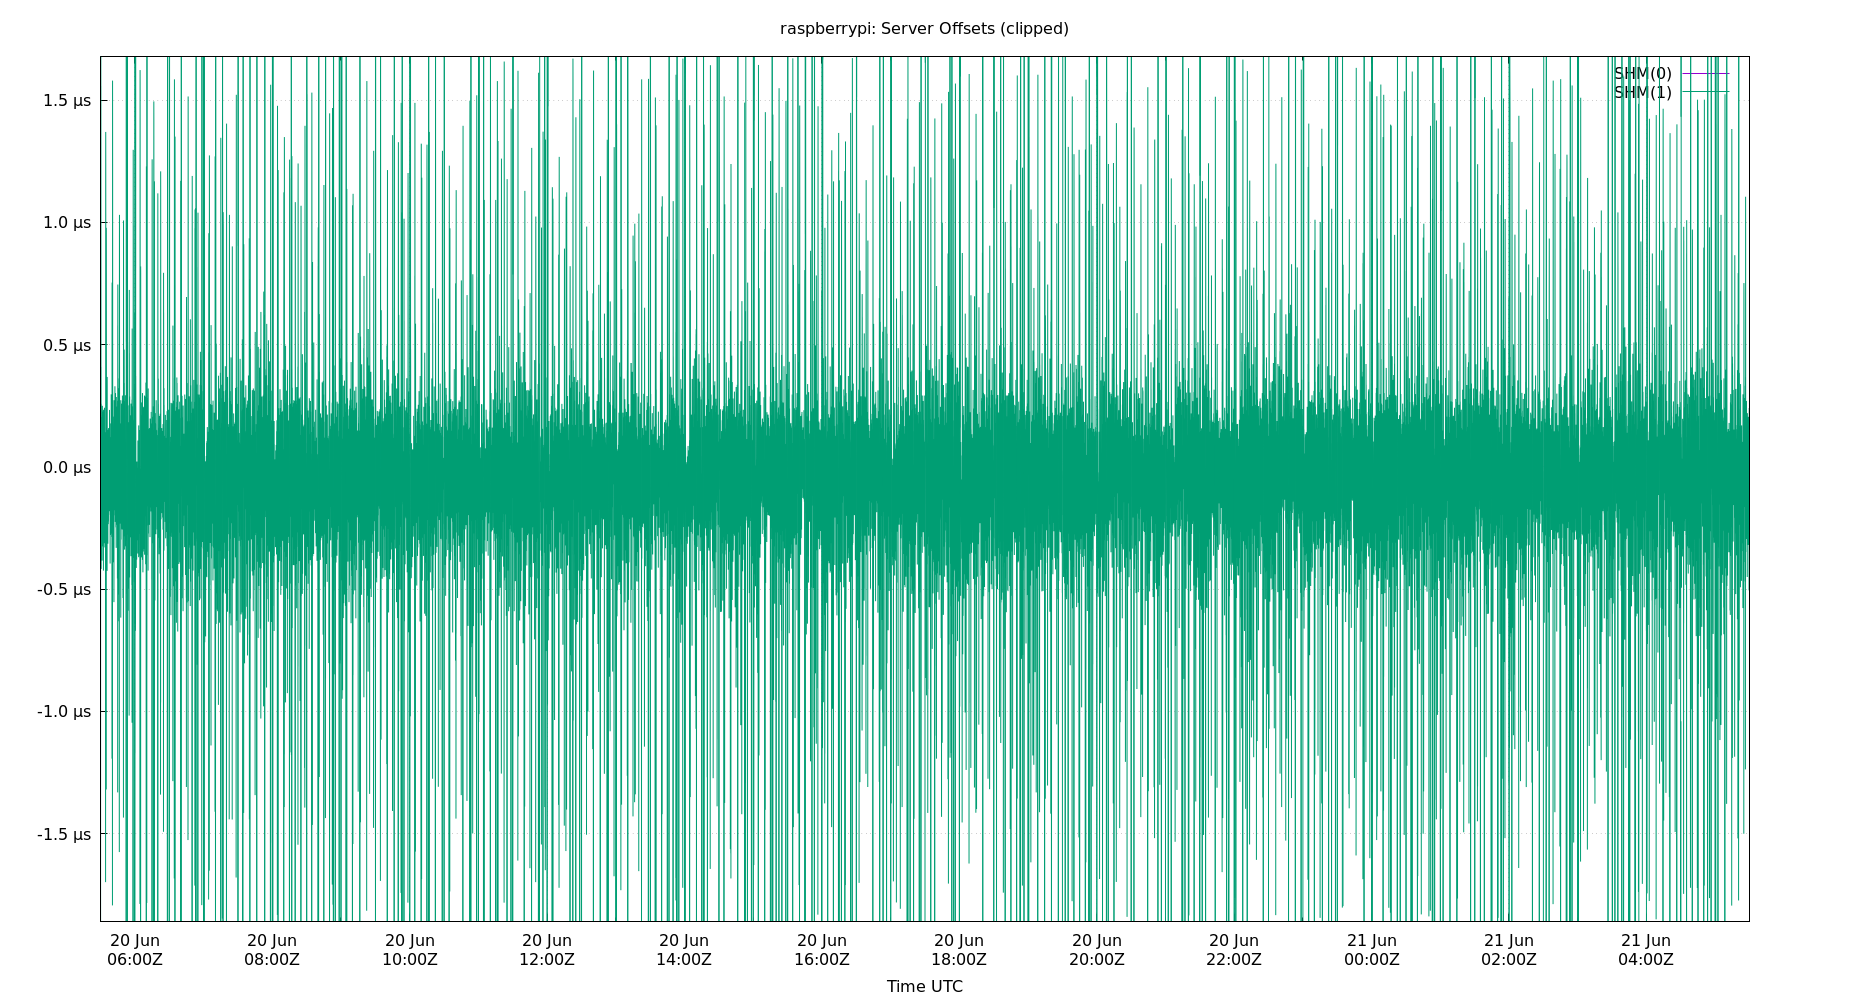 raspberrypi: Server Offsets (clipped)
SHM(0)
SHM(1)
1.5 µs
1.0 µs
0.5 µs
0.0 µs
-0.5 µs
-1.0 µs
-1.5 µs
20 Jun 20 Jun 20 Jun 20 Jun 20 Jun 20 Jun 20 Jun 20 Jun 20 Jun 21 Jun 21 Jun 21 Jun
06:00Z 08:00Z 10:00Z 12:00Z 14:00Z 16:00Z 18:00Z 20:00Z 22:00Z 00:00Z 02:00Z 04:00Z
Time UTC